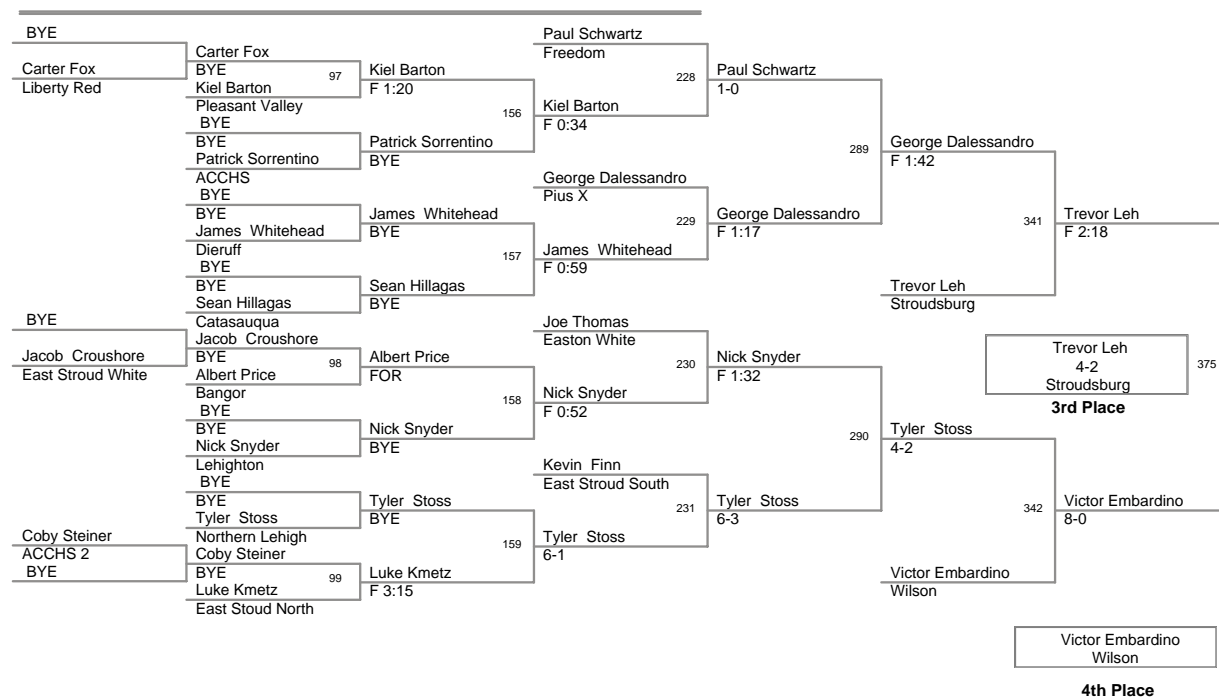 BYE
Carter Fox
Liberty Red
BYE
Jacob Croushore
East Stroud White
Coby Steiner
ACCHS 2
BYE
Carter Fox
BYE
97
Kiel Barton
Pleasant Valley
BYE
BYE
Patrick Sorrentino
ACCHS
BYE
BYE
James Whitehead
Dieruff
BYE
BYE
Sean Hillagas
Catasauqua
Jacob Croushore
BYE
98
Albert Price
Bangor
BYE
BYE
Nick Snyder
Lehighton
BYE
BYE
Tyler Stoss
Northern Lehigh
Coby Steiner
BYE
99
Luke Kmetz
East Stoud North
Kiel Barton
F 1:20
156
Patrick Sorrentino
BYE
James Whitehead
BYE
157
Sean Hillagas
BYE
Albert Price
FOR
158
Nick Snyder
BYE
Tyler Stoss
BYE
159
Luke Kmetz
F 3:15
Paul Schwartz
Freedom
228
Kiel Barton
F 0:34
George Dalessandro
Pius X
229
James Whitehead
F 0:59
Joe Thomas
Easton White
230
Nick Snyder
F 0:52
Kevin Finn
East Stroud South
231
Tyler Stoss
6-1
Paul Schwartz
1-0
289
George Dalessandro
F 1:17
Nick Snyder
F 1:32
290
Tyler Stoss
6-3
George Dalessandro
F 1:42
341
Trevor Leh
Stroudsburg
Tyler Stoss
4-2
342
Victor Embardino
Wilson
Trevor Leh
F 2:18
Trevor Leh
4-2
Stroudsburg
375
3rd Place
Victor Embardino
8-0
Victor Embardino
Wilson
4th Place